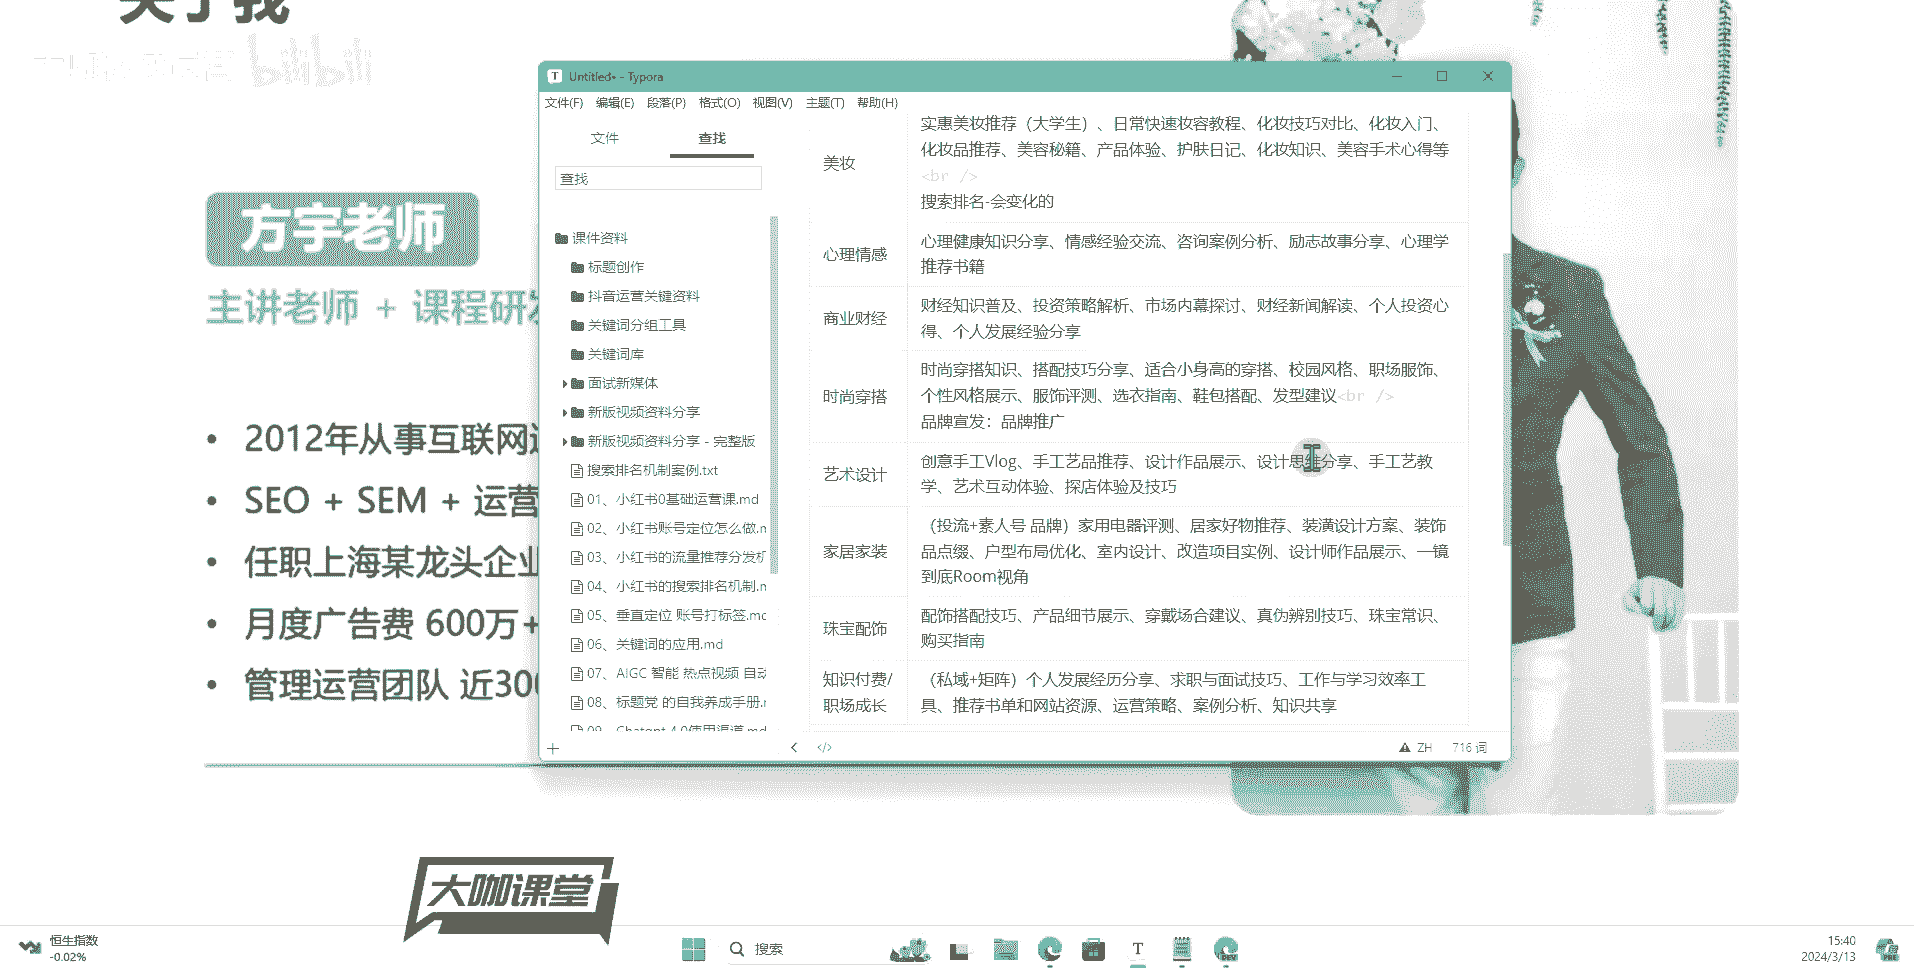 关于我
bilibili
方宇老师
主讲老师 + 课程研发
• 2012年从事互联网
• SEO + SEM + 运营
• 任职上海某龙头企业
• 月度广告费 600万+
• 管理运营团队 近300
Untitled• - Typora
文件(F) 编辑(E) 段落(P) 格式(O) 视图(V) 主题(T) 帮助(H)
文件 查找
查找
课件资料
标题创作
抖音运营关键资料
关键词分组工具
关键词库
面试新媒体
新版视频资料分享
新版视频资料分享 - 完整版
搜索排名机制案例.txt
01、小红书0基础运营课.md
02、小红书账号定位怎么做.m
03、小红书的流量推荐分发机
04、小红书的搜索排名机制.m
05、垂直定位 账号打标签.md
06、关键词的应用.md
07、AIGC 智能 热点视频 自动
08、标题党 的自我养成手册.m
09、Chatgpt 4.0使用渠道.md
美妆
实惠美妆推荐（大学生）、日常快速妆容教程、化妆技巧对比、化妆入门、
化妆品推荐、美容秘籍、产品体验、护肤日记、化妆知识、美容手术心得等
<br />
搜索排名-会变化的
心理情感
心理健康知识分享、情感经验交流、咨询案例分析、励志故事分享、心理学
推荐书籍
商业财经
财经知识普及、投资策略解析、市场内幕探讨、财经新闻解读、个人投资心
得、个人发展经验分享
时尚穿搭
时尚穿搭知识、搭配技巧分享、适合小身高的穿搭、校园风格、职场服饰、
个性风格展示、服饰评测、选衣指南、鞋包搭配、发型建议<br />
品牌宣发：品牌推广
艺术设计
创意手工Vlog、手工艺品推荐、设计作品展示、设计思维分享、手工艺教
学、艺术互动体验、探店体验及技巧
家居家装
（投流+素人号 品牌）家用电器评测、居家好物推荐、装潢设计方案、装饰
品点缀、户型布局优化、室内设计、改造项目实例、设计师作品展示、一镜
到底Room视角
珠宝配饰
配饰搭配技巧、产品细节展示、穿戴场合建议、真伪辨别技巧、珠宝常识、
购买指南
知识付费/
职场成长
（私域+矩阵）个人发展经历分享、求职与面试技巧、工作与学习效率工
具、推荐书单和网站资源、运营策略、案例分析、知识共享
</> ZH 716 词
大咖课堂
恒生指数
-0.02%
搜索
DEV
15:40
2024/3/13
PRE